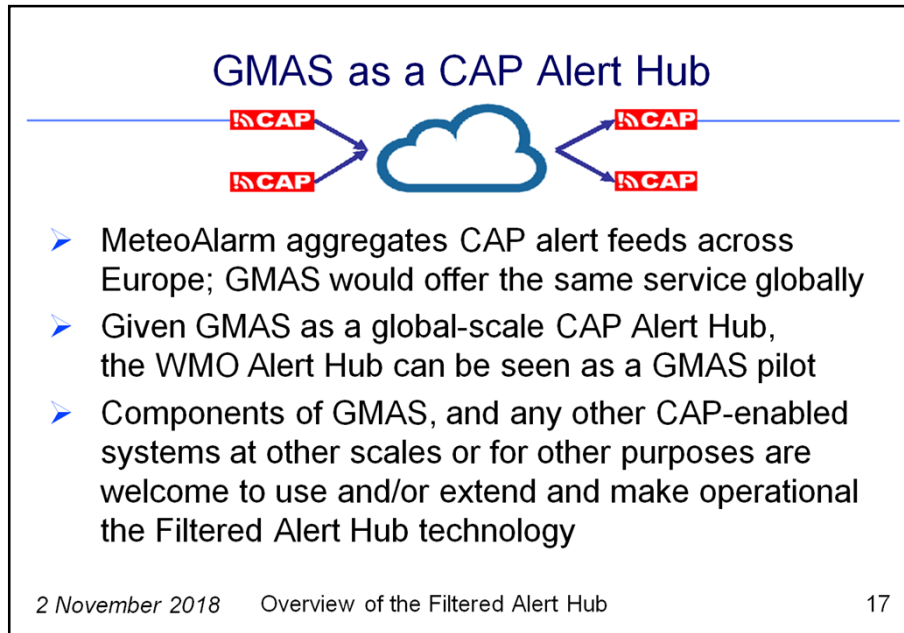 GMAS as a CAP Alert Hub
CAP CAP
CAP CAP
MeteoAlarm aggregates CAP alert feeds across
Europe; GMAS would offer the same service globally
Given GMAS as a global-scale CAP Alert Hub,
the WMO Alert Hub can be seen as a GMAS pilot
Components of GMAS, and any other CAP-enabled
systems at other scales or for other purposes are
welcome to use and/or extend and make operational
the Filtered Alert Hub technology
2 November 2018 Overview of the Filtered Alert Hub 17